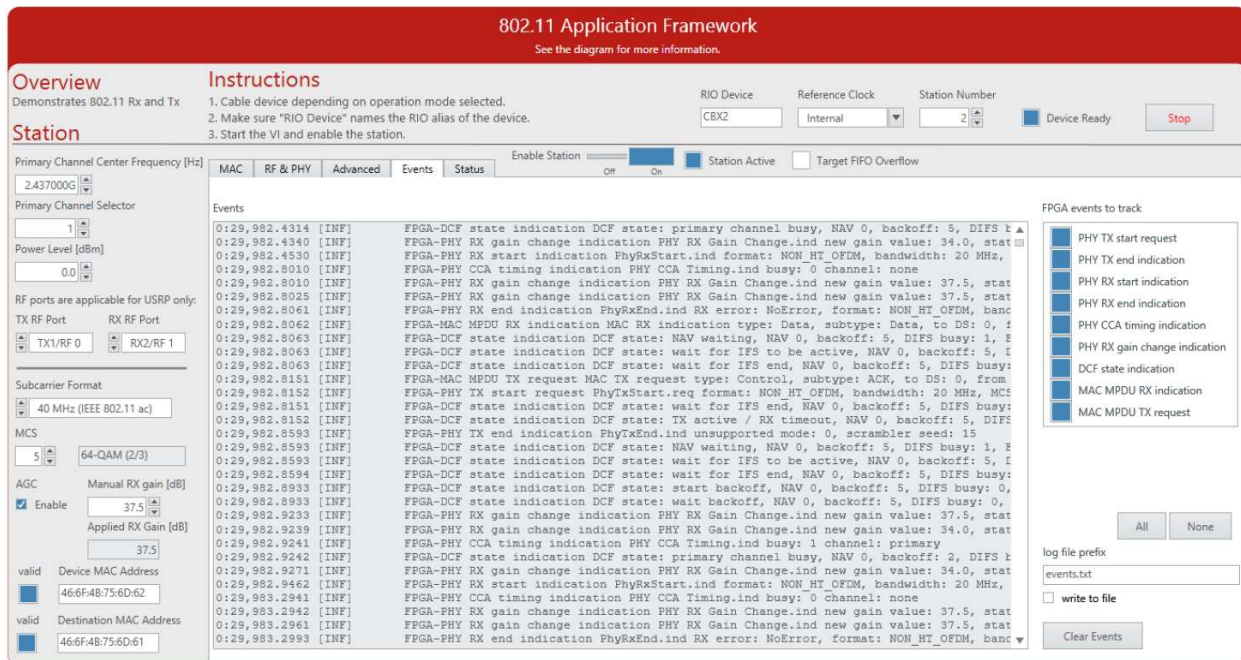 802.11 Application Framework
See the diagram for more information.
Overview
Demonstrates 802.11 Rx and Tx
Instructions
1. Cable device depending on operation mode selected.
2. Make sure "RIO Device" names the RIO alias of the device.
3. Start the VI and enable the station.
RIO Device
CBX2
Reference Clock
Internal
Station Number
2
Device Ready
Stop
Station
Primary Channel Center Frequency [Hz]
2.437000G
Primary Channel Selector
1
Power Level [dBm]
0.0
RF ports are applicable for USRP only:
TX RF Port RX RF Port
TX1/RF 0 RX2/RF 1
Subcarrier Format
40 MHz (IEEE 802.11 ac)
MCS
5 64-QAM (2/3)
AGC Manual RX gain [dB]
Enable 37.5
Applied RX Gain [dB]
37.5
valid Device MAC Address
46:6F:4B:75:6D:62
valid Destination MAC Address
46:6F:4B:75:6D:61
MAC RF & PHY Advanced Events Status
Enable Station
Off On
Station Active
Target FIFO Overflow
Events
0:29,982.4314 [INF] FPGA-DCF state indication DCF state: primary channel busy, NAV 0, backoff: 5, DIFS
0:29,982.4340 [INF] FPGA-PHY RX gain change indication PHY RX Gain Change.ind new gain value: 34.0, stat
0:29,982.4530 [INF] FPGA-PHY RX start indication PhyRxStart.ind format: NON_HT_OFDM, bandwidth: 20 MHz,
0:29,982.8010 [INF] FPGA-PHY CCA timing indication PHY CCA Timing.ind busy: 0 channel: none
0:29,982.8010 [INF] FPGA-PHY RX gain change indication PHY RX Gain Change.ind new gain value: 37.5, stat
0:29,982.8025 [INF] FPGA-PHY RX gain change indication PHY RX Gain Change.ind new gain value: 37.5, stat
0:29,982.8061 [INF] FPGA-PHY RX end indication PhyRxEnd.ind RX error: NoError, format: NON_HT_OFDM, banc
0:29,982.8062 [INF] FPGA-MAC MPDU RX indication MAC RX indication type: Data, subtype: Data, to DS: 0,
0:29,982.8063 [INF] FPGA-DCF state indication DCF state: NAV waiting, NAV 0, backoff: 5, DIFS busy: 1,
0:29,982.8063 [INF] FPGA-DCF state indication DCF state: wait for IFS to be active, NAV 0, backoff: 5,
0:29,982.8063 [INF] FPGA-DCF state indication DCF state: wait for IFS end, NAV 0, backoff: 5, DIFS busy:
0:29,982.8151 [INF] FPGA-MAC MPDU TX request MAC TX request type: Control, subtype: ACK, to DS: 0, from
0:29,982.8152 [INF] FPGA-PHY TX start request PhyTxStart.req format: NON_HT_OFDM, bandwidth: 20 MHz, MCS
0:29,982.8152 [INF] FPGA-DCF state indication DCF state: wait for IFS end, NAV 0, backoff: 5, DIFS busy:
0:29,982.8152 [INF] FPGA-DCF state indication DCF state: TX active / RX timeout, NAV 0, backoff: 5, DIFS
0:29,982.8593 [INF] FPGA-PHY TX end indication PhyTxEnd.ind unsupported mode: 0, scrambler seed: 15
0:29,982.8593 [INF] FPGA-DCF state indication DCF state: NAV waiting, NAV 0, backoff: 5, DIFS busy: 1,
0:29,982.8593 [INF] FPGA-DCF state indication DCF state: wait for IFS to be active, NAV 0, backoff: 5,
0:29,982.8594 [INF] FPGA-DCF state indication DCF state: wait for IFS end, NAV 0, backoff: 5, DIFS busy:
0:29,982.8933 [INF] FPGA-DCF state indication DCF state: start backoff, NAV 0, backoff: 5, DIFS busy: 0,
0:29,982.8933 [INF] FPGA-DCF state indication DCF state: wait backoff, NAV 0, backoff: 5, DIFS busy: 0,
0:29,982.9233 [INF] FPGA-PHY RX gain change indication PHY RX Gain Change.ind new gain value: 37.5, stat
0:29,982.9239 [INF] FPGA-PHY RX gain change indication PHY RX Gain Change.ind new gain value: 34.0, stat
0:29,982.9241 [INF] FPGA-PHY CCA timing indication PHY CCA Timing.ind busy: 1 channel: primary
0:29,982.9242 [INF] FPGA-DCF state indication DCF state: primary channel busy, NAV 0, backoff: 2, DIFS
0:29,982.9271 [INF] FPGA-PHY RX gain change indication PHY RX Gain Change.ind new gain value: 34.0, stat
0:29,982.9462 [INF] FPGA-PHY RX start indication PhyRxStart.ind format: NON_HT_OFDM, bandwidth: 20 MHz,
0:29,983.2941 [INF] FPGA-PHY CCA timing indication PHY CCA Timing.ind busy: 0 channel: none
0:29,983.2941 [INF] FPGA-PHY RX gain change indication PHY RX Gain Change.ind new gain value: 37.5, stat
0:29,983.2961 [INF] FPGA-PHY RX gain change indication PHY RX Gain Change.ind new gain value: 37.5, stat
0:29,983.2993 [INF] FPGA-PHY RX end indication PhyRxEnd.ind RX error: NoError, format: NON_HT_OFDM, banc
FPGA events to track
PHY TX start request
PHY TX end indication
PHY RX start indication
PHY RX end indication
PHY CCA timing indication
PHY RX gain change indication
DCF state indication
MAC MPDU RX indication
MAC MPDU TX request
All None
log file prefix
events.txt
write to file
Clear Events